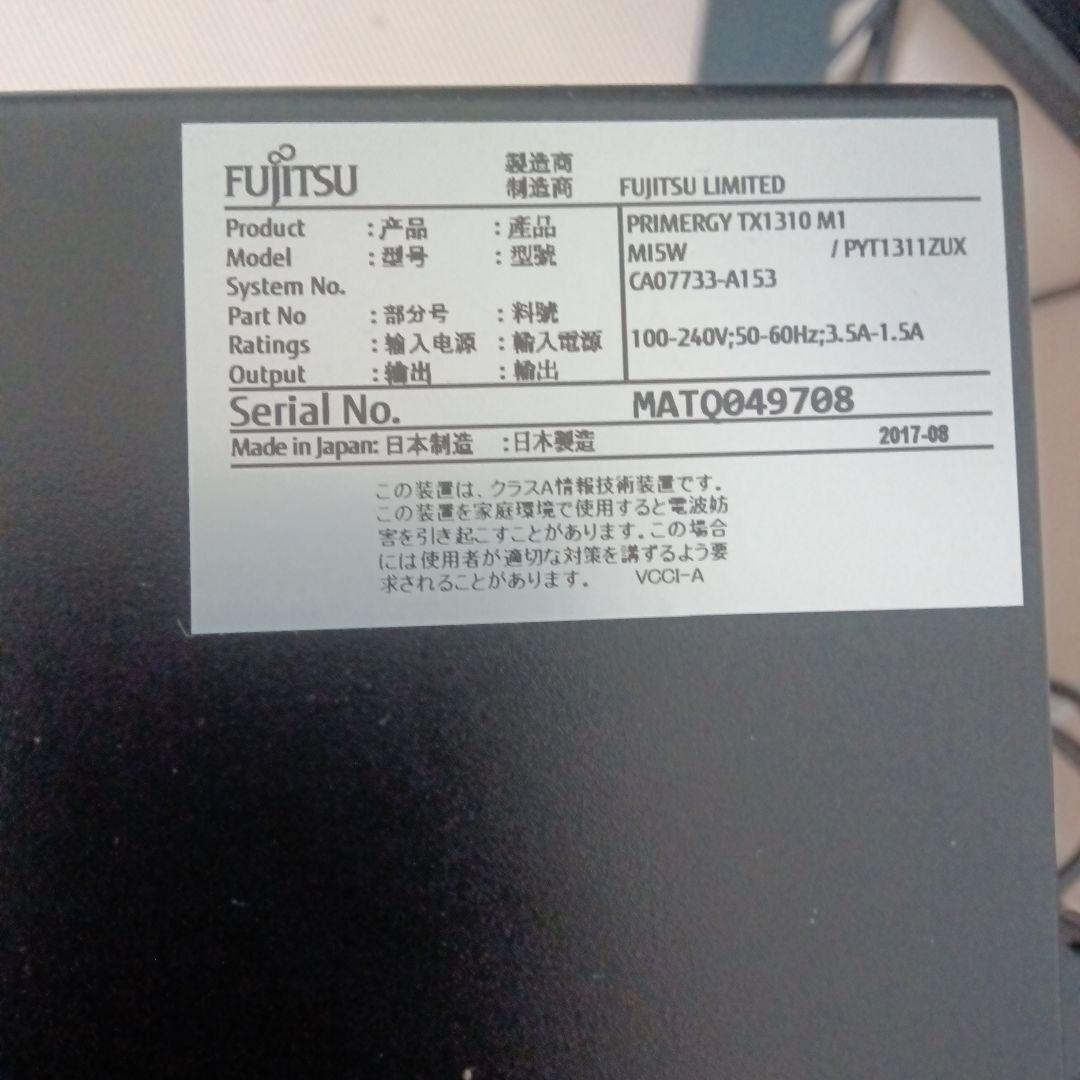 FUJITSU 製造商
制造商 FUJITSU LIMITED
Product :产品 :產品 PRIMERGY TX1310 M1
Model :型号 :型號 MI5W / PYT1311ZUX
System No. CA07733-A153
Part No :部分号 :料號
Ratings :输入电源 :輸入電源 100-240V;50-60Hz;3.5A-1.5A
Output :输出 :輸出
Serial No. MATQ049708
Made in Japan: 日本制造 :日本製造 2017-08
この装置は、クラスA情報技術装置です。
この装置を家庭環境で使用すると電波妨
害を引き起こすことがあります。この場合
には使用者が適切な対策を講ずるよう要
求されることがあります。 VCCI-A